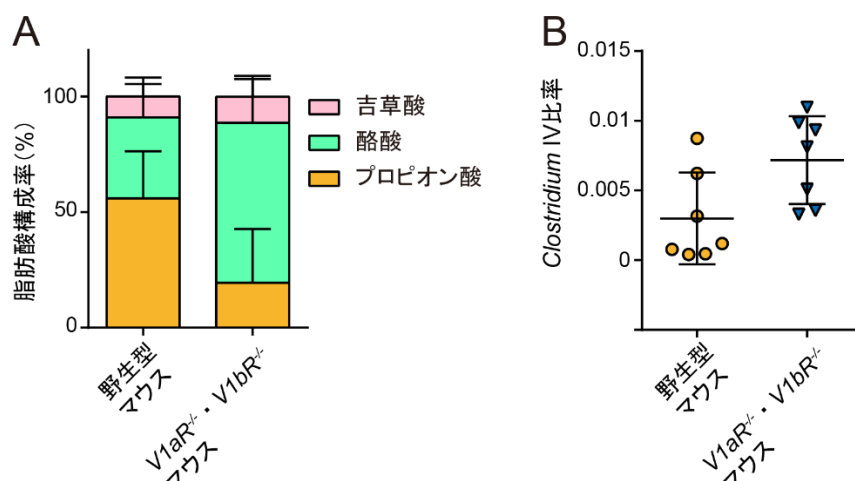 A
脂肪酸構成率(%)
100
50
0
吉草酸
酪酸
プロピオン酸
野生型
マウス
V1aR-/-・V1bR-/-
マウス
B
Clostridium IV比率
0.015
0.010
0.005
0
野生型
マウス
V1aR-/-・V1bR-/-
マウス